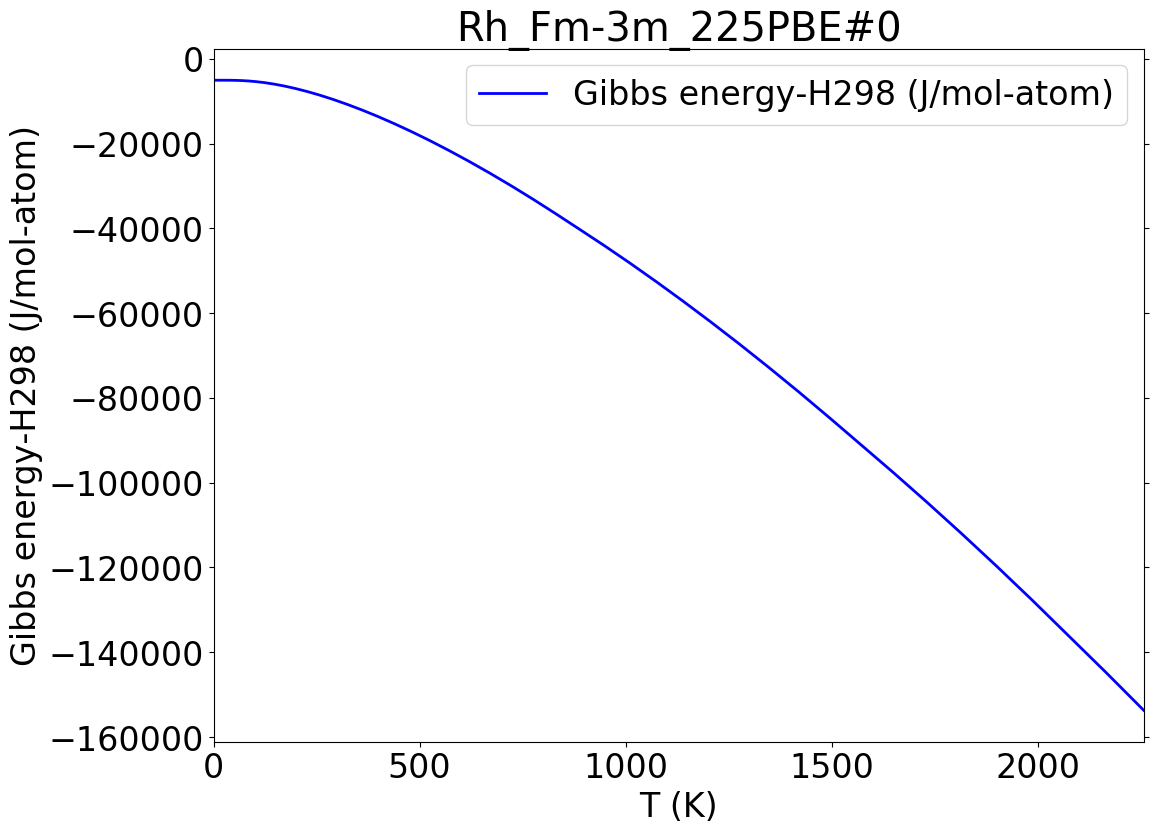 Rh_Fm-3m_225PBE#0
Gibbs energy-H298 (J/mol-atom)
Gibbs energy-H298 (J/mol-atom)
0
−20000
−40000
−60000
−80000
−100000
−120000
−140000
−160000
0 500 1000 1500 2000
T (K)